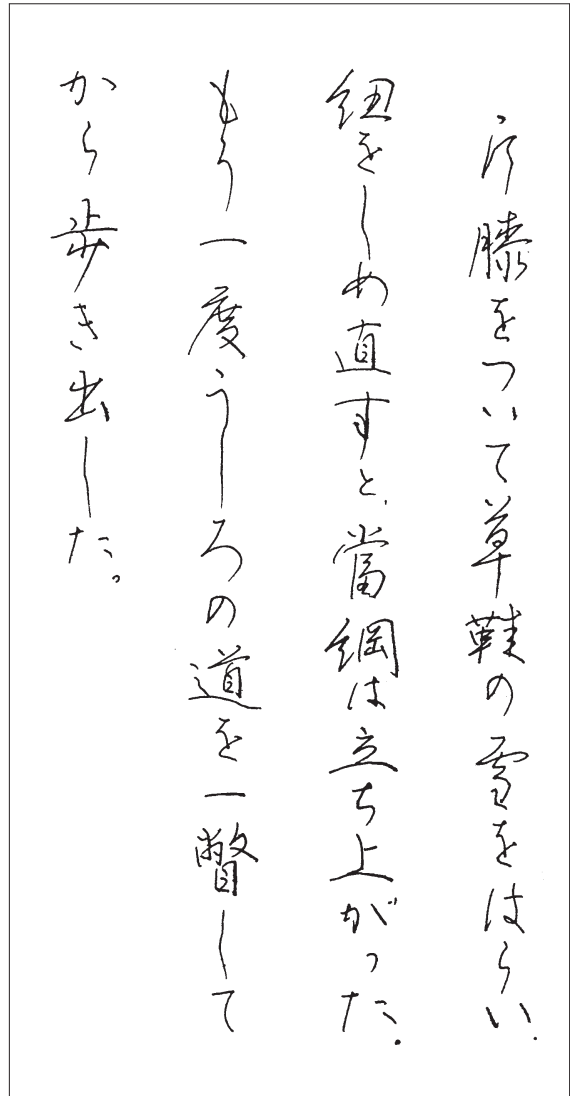 片膝をついて草鞋の雪をはらい、
紐をしめ直すと、當綱は立ち上がった。
もう一度うしろの道を一瞥して
から歩き出した。